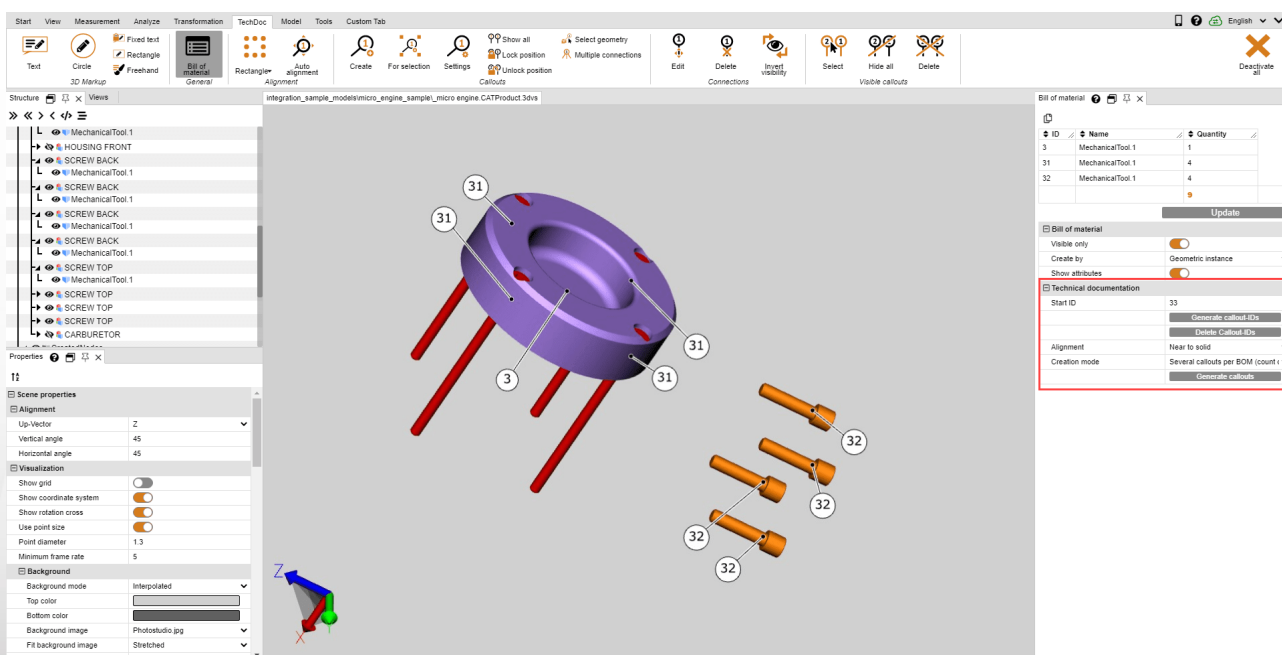 Start View Measurement Analyze Transformation TechDoc Model Tools Custom Tab English
Text
Circle
Fixed text
Rectangle
Freehand
3D Markup
Bill of material
General
Rectangle
Auto alignment
Alignment
Create
For selection
Settings
Show all
Lock position
Unlock position
Select geometry
Multiple connections
Callouts
Edit
Delete
Invert visibility
Connections
Select
Hide all
Delete
Visible callouts
Deactivate all
Structure Views
MechanicalTool.1
HOUSING FRONT
SCREW BACK
MechanicalTool.1
SCREW BACK
MechanicalTool.1
SCREW BACK
MechanicalTool.1
SCREW BACK
MechanicalTool.1
SCREW TOP
MechanicalTool.1
SCREW TOP
SCREW TOP
SCREW TOP
CARBURETOR
Properties
Scene properties
Alignment
Up-Vector Z
Vertical angle 45
Horizontal angle 45
Visualization
Show grid
Show coordinate system
Show rotation cross
Use point size
Point diameter 1.3
Minimum frame rate 5
Background
Background mode Interpolated
Top color
Bottom color
Background image Photostudio.jpg
Fit background image Stretched
integration_sample_models\micro_engine_sample\_micro engine.CATProduct.3dvs
31
31
31
31
3
32
32
32
32
Z
X
Bill of material
ID Name Quantity
3 MechanicalTool.1 1
31 MechanicalTool.1 4
32 MechanicalTool.1 4
9
Update
Bill of material
Visible only
Create by Geometric instance
Show attributes
Technical documentation
Start ID 33
Generate callout-IDs
Delete Callout-IDs
Alignment Near to solid
Creation mode Several callouts per BOM (count
Generate callouts